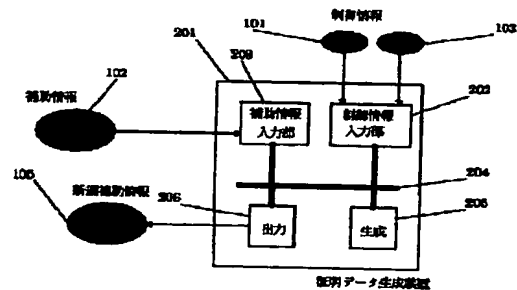 制御情報
101
103
201
209
102
補助情報
補助情報
入力部
制御情報
入力部
202
204
105
新規補助情報
206
205
出力
生成
証明データ生成装置